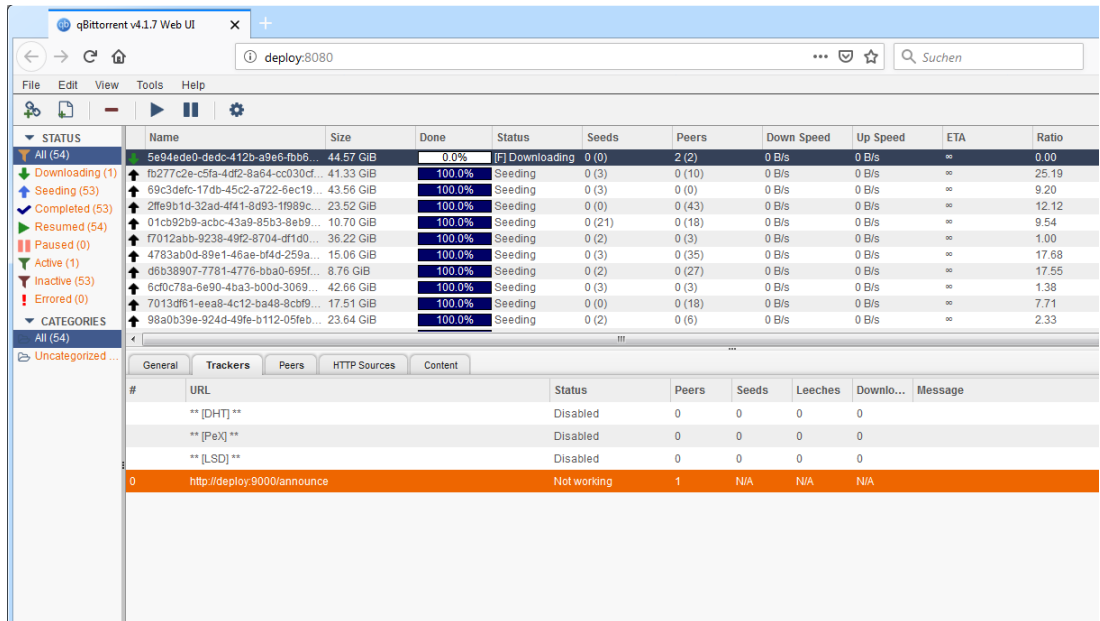 qBittorrent v4.1.7 Web UI
deploy:8080
Suchen
File Edit View Tools Help
STATUS
All (54)
Downloading (1)
Seeding (53)
Completed (53)
Resumed (54)
Paused (0)
Active (1)
Inactive (53)
Errored (0)
CATEGORIES
All (54)
Uncategorized ...
Name Size Done Status Seeds Peers Down Speed Up Speed ETA Ratio
5e94ede0-dedc-412b-a9e6-fbb6... 44.57 GiB 0.0% [F] Downloading 0 (0) 2 (2) 0 B/s 0 B/s ∞ 0.00
fb277c2e-c5fa-4df2-8a64-cc030cf... 41.33 GiB 100.0% Seeding 0 (3) 0 (10) 0 B/s 0 B/s ∞ 25.19
69c3defc-17db-45c2-a722-6ec19... 43.56 GiB 100.0% Seeding 0 (3) 0 (0) 0 B/s 0 B/s ∞ 9.20
2ffe9b1d-32ad-4f41-8d93-1f989c... 23.52 GiB 100.0% Seeding 0 (0) 0 (43) 0 B/s 0 B/s ∞ 12.12
01cb92b9-acbc-43a9-85b3-8eb9... 10.70 GiB 100.0% Seeding 0 (21) 0 (18) 0 B/s 0 B/s ∞ 9.54
f7012abb-9238-49f2-8704-df1d0... 36.22 GiB 100.0% Seeding 0 (2) 0 (3) 0 B/s 0 B/s ∞ 1.00
4783ab0d-89e1-46ae-bf4d-259a... 15.06 GiB 100.0% Seeding 0 (3) 0 (35) 0 B/s 0 B/s ∞ 17.68
d6b38907-7781-4776-bba0-695f... 8.76 GiB 100.0% Seeding 0 (2) 0 (27) 0 B/s 0 B/s ∞ 17.55
6cf0c78a-6e90-4ba3-b00d-3069... 42.66 GiB 100.0% Seeding 0 (3) 0 (3) 0 B/s 0 B/s ∞ 1.38
7013df61-eea8-4c12-ba48-8cbf9... 17.51 GiB 100.0% Seeding 0 (0) 0 (18) 0 B/s 0 B/s ∞ 7.71
98a0b39e-924d-49fe-b112-05feb... 23.64 GiB 100.0% Seeding 0 (2) 0 (6) 0 B/s 0 B/s ∞ 2.33
General Trackers Peers HTTP Sources Content
# URL Status Peers Seeds Leeches Downlo... Message
** [DHT] ** Disabled 0 0 0 0
** [PeX] ** Disabled 0 0 0 0
** [LSD] ** Disabled 0 0 0 0
0 http://deploy:9000/announce Not working 1 N/A N/A N/A